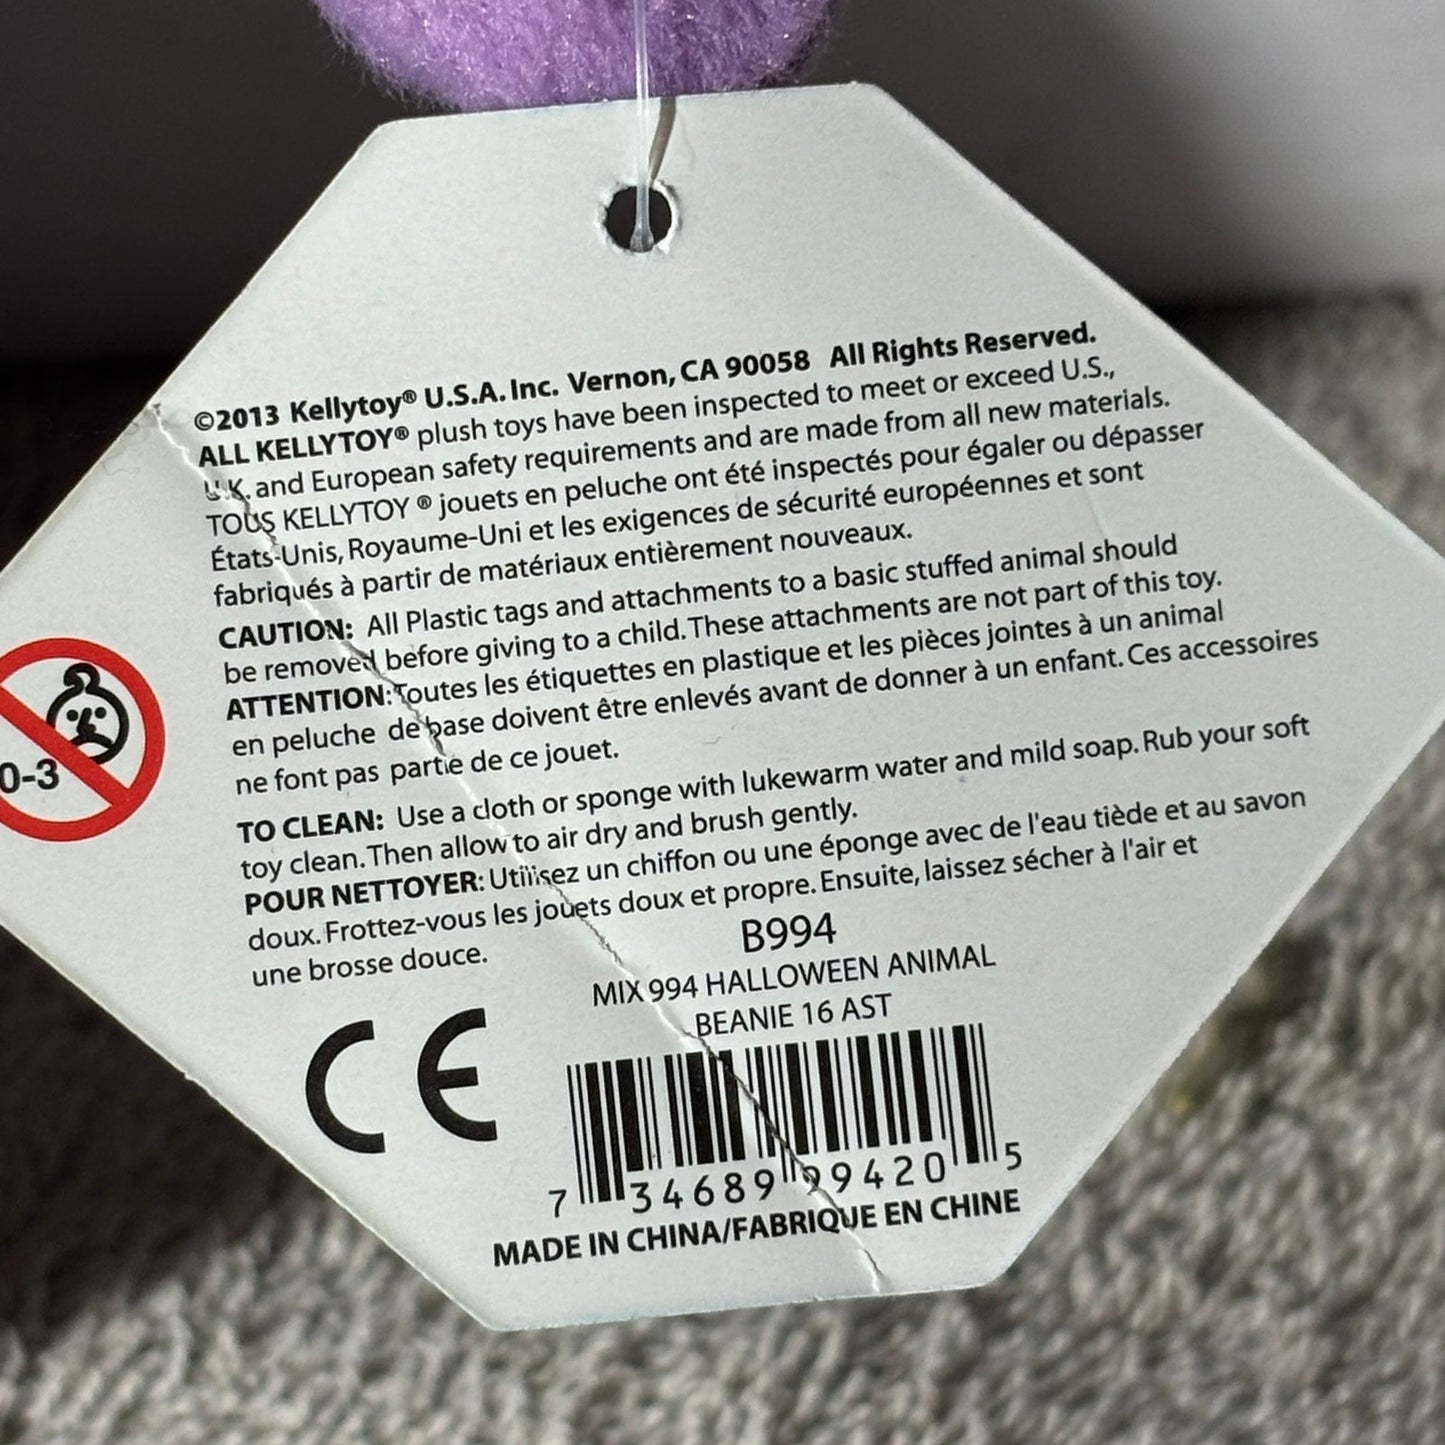 ©2013 Kellytoy® U.S.A. Inc. Vernon, CA 90058 All Rights Reserved.
ALL KELLYTOY® plush toys have been inspected to meet or exceed U.S.,
U.K. and European safety requirements and are made from all new materials.
TOUS KELLYTOY ® jouets en peluche ont été inspectés pour égaler ou dépasser
États-Unis, Royaume-Uni et les exigences de sécurité européennes et sont
fabriqués à partir de matériaux entièrement nouveaux.
CAUTION: All Plastic tags and attachments to a basic stuffed animal should
be removed before giving to a child. These attachments are not part of this toy.
ATTENTION: Toutes les étiquettes en plastique et les pièces jointes à un animal
en peluche de base doivent être enlevés avant de donner à un enfant. Ces accessoires
ne font pas partie de ce jouet.
0-3
TO CLEAN: Use a cloth or sponge with lukewarm water and mild soap. Rub your soft
toy clean. Then allow to air dry and brush gently.
POUR NETTOYER: Utilisez un chiffon ou une éponge avec de l'eau tiède et au savon
doux. Frottez-vous les jouets doux et propre. Ensuite, laissez sécher à l'air et
une brosse douce.
B994
MIX 994 HALLOWEEN ANIMAL
BEANIE 16 AST
CE
7 34689 99420 5
MADE IN CHINA/FABRIQUE EN CHINE